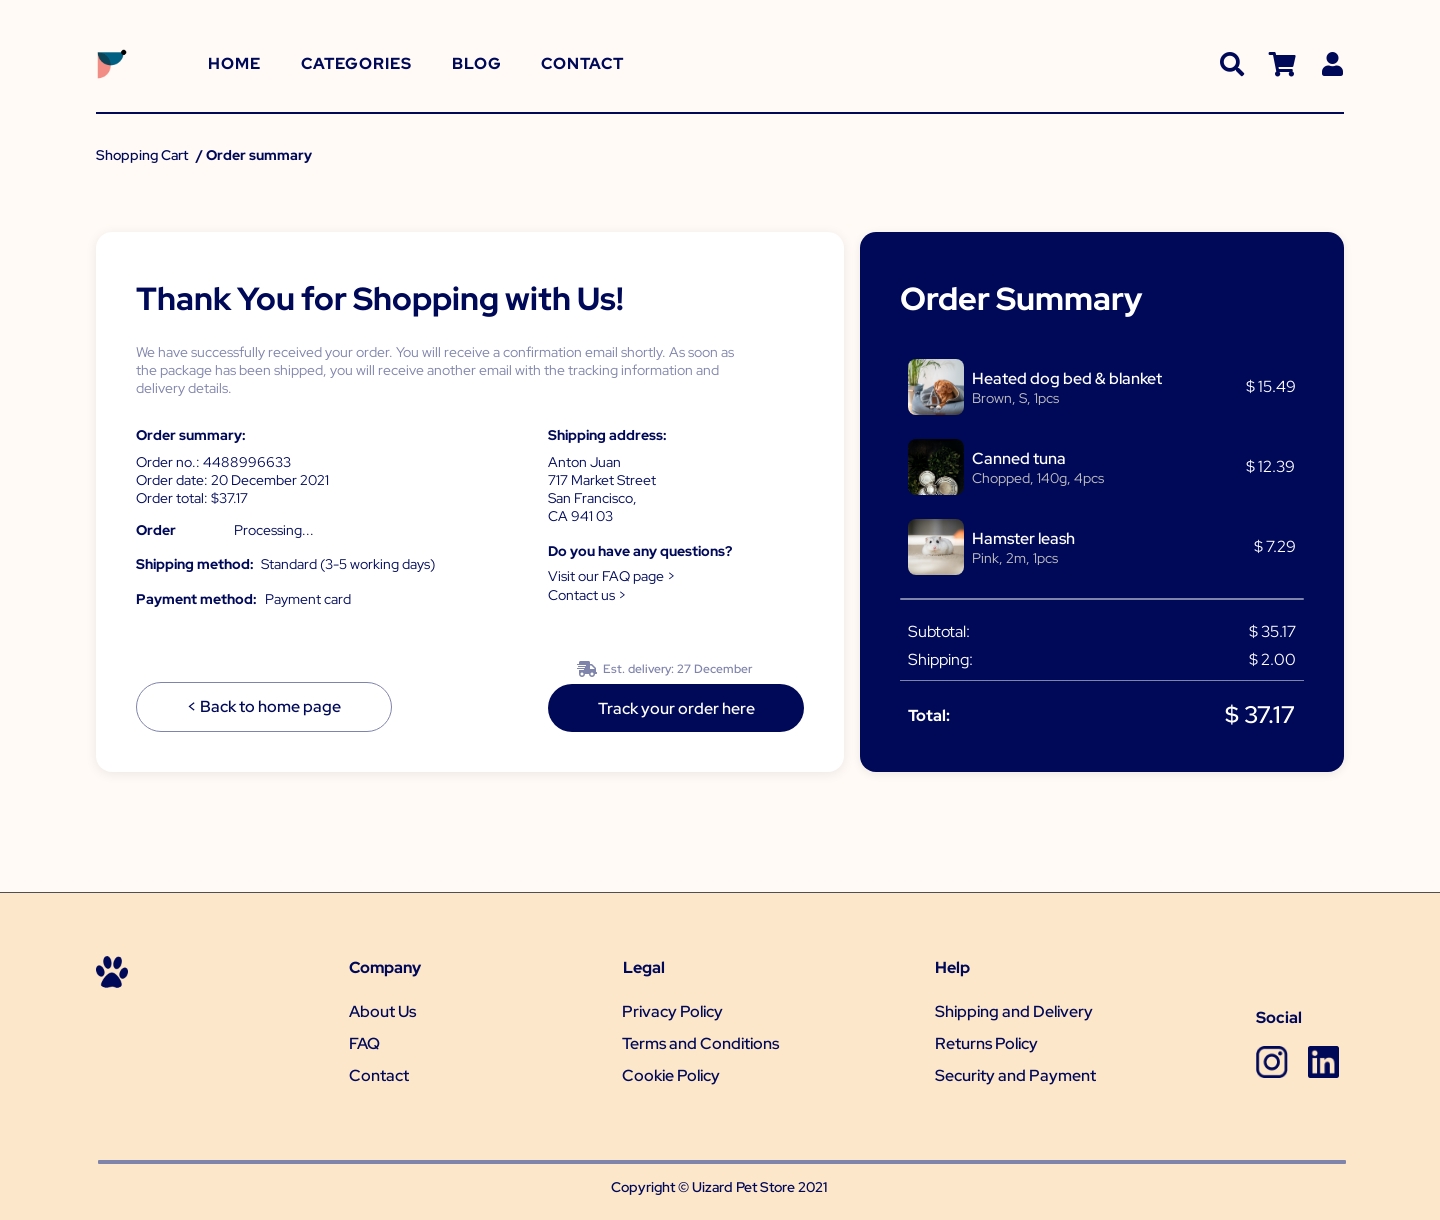 HOME CATEGORIES BLOG CONTACT
Shopping Cart / Order summary
Thank You for Shopping with Us!
We have successfully received your order. You will receive a confirmation email shortly. As soon as
the package has been shipped, you will receive another email with the tracking information and
delivery details.
Order summary:
Order no.: 4488996633
Order date: 20 December 2021
Order total: $37.17
Order Processing...
Shipping method: Standard (3-5 working days)
Payment method: Payment card
Shipping address:
Anton Juan
717 Market Street
San Francisco,
CA 941 03
Do you have any questions?
Visit our FAQ page >
Contact us >
Est. delivery: 27 December
< Back to home page
Track your order here
Order Summary
Heated dog bed & blanket
Brown, S, 1pcs
$ 15.49
Canned tuna
Chopped, 140g, 4pcs
$ 12.39
Hamster leash
Pink, 2m, 1pcs
$ 7.29
Subtotal: $ 35.17
Shipping: $ 2.00
Total: $ 37.17
Company
About Us
FAQ
Contact
Legal
Privacy Policy
Terms and Conditions
Cookie Policy
Help
Shipping and Delivery
Returns Policy
Security and Payment
Social
in
Copyright © Uizard Pet Store 2021